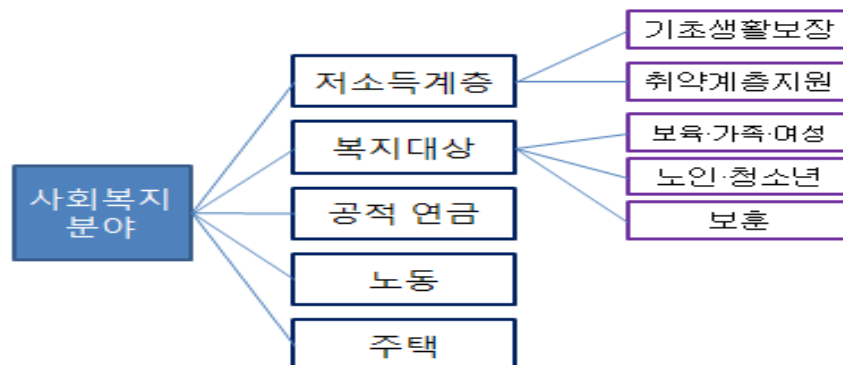 사회복지
분야
저소득계층
복지대상
공적 연금
노동
주택
기초생활보장
취약계층지원
보육·가족·여성
노인·청소년
보훈